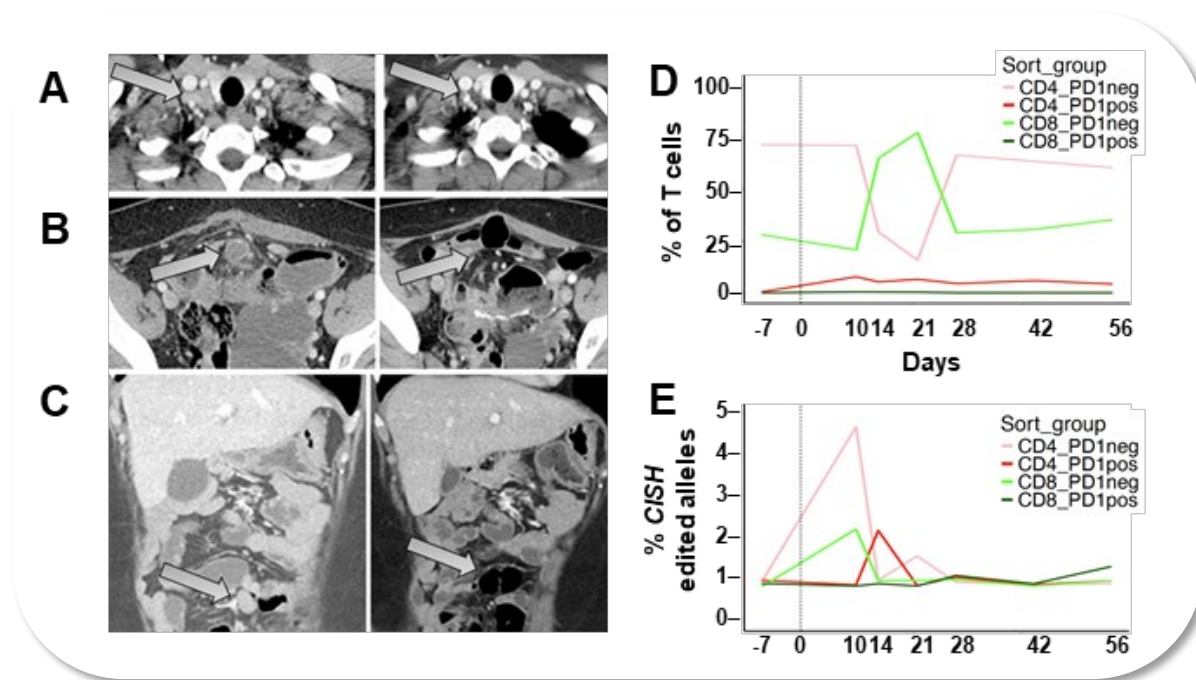 A
B
C
D
% of T cells
100
75
50
25
0
-7 0 10 14 21 28 42 56
Days
Sort_group
CD4_PD1neg
CD4_PD1pos
CD8_PD1neg
CD8_PD1pos
E
% CISH
edited alleles
5
4
3
2
1
0
-7 0 10 14 21 28 42 56
Sort_group
CD4_PD1neg
CD4_PD1pos
CD8_PD1neg
CD8_PD1pos